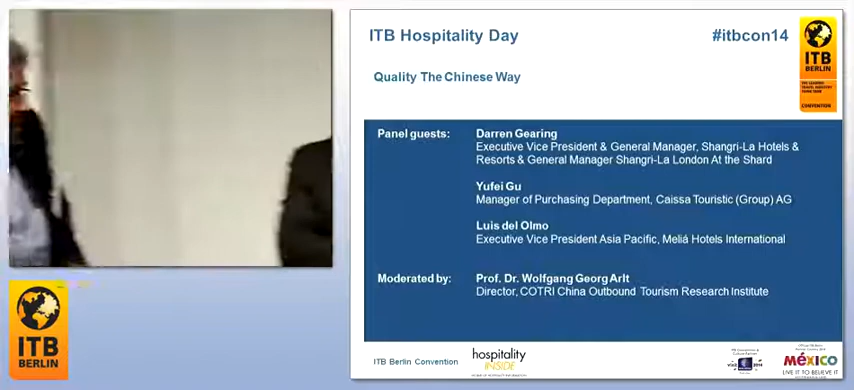 ITB Hospitality Day
#itbcon14
Quality The Chinese Way
ITB
BERLIN
CONVENTION
Panel guests:
Darren Gearing
Executive Vice President & General Manager, Shangri-La Hotels &
Resorts & General Manager Shangri-La London At the Shard
Yufei Gu
Manager of Purchasing Department, Caissa Touristic (Group) AG
Luis del Olmo
Executive Vice President Asia Pacific, Meliá Hotels International
Moderated by:
Prof. Dr. Wolfgang Georg Arlt
Director, COTRI China Outbound Tourism Research Institute
ITB
BERLIN
ITB Berlin Convention
hospitality
INSIDE
MÉXICO
LIVE IT TO BELIEVE IT